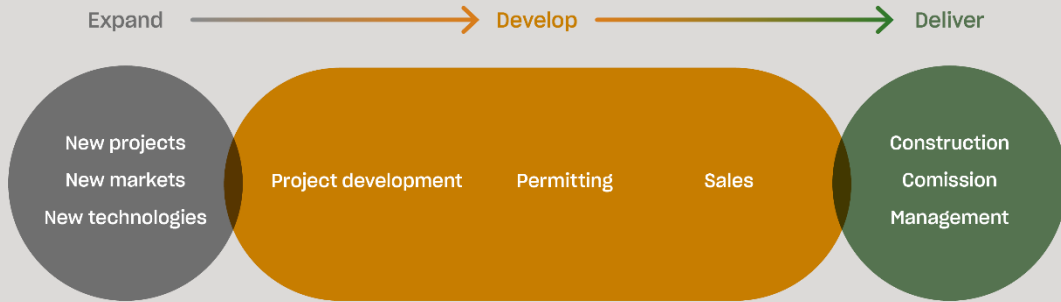 Expand
Develop
Deliver
New projects
New markets
New technologies
Project development
Permitting
Sales
Construction
Comission
Management